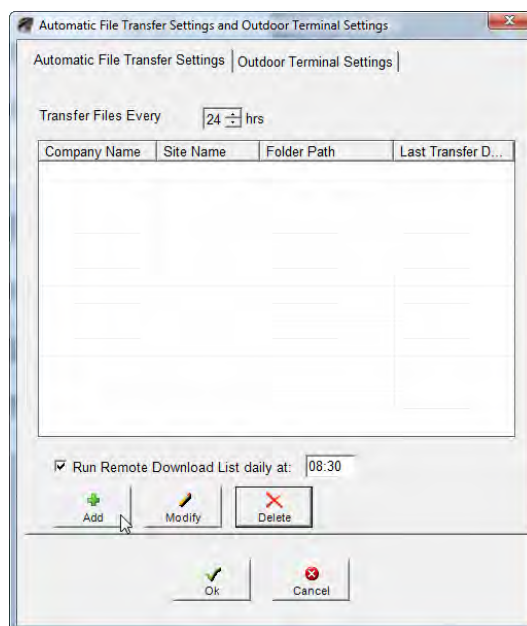 Automatic File Transfer Settings and Outdoor Terminal Settings
Automatic File Transfer Settings Outdoor Terminal Settings
Transfer Files Every 24 hrs
Company Name Site Name Folder Path Last Transfer D...
Run Remote Download List daily at: 08:30
Add Modify Delete
Ok Cancel